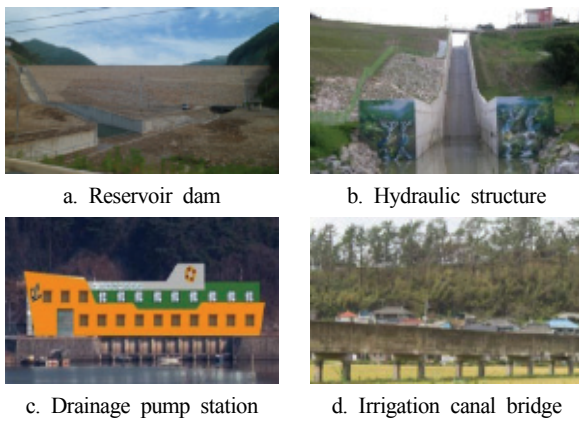 a. Reservoir dam
b. Hydraulic structure
c. Drainage pump station
d. Irrigation canal bridge